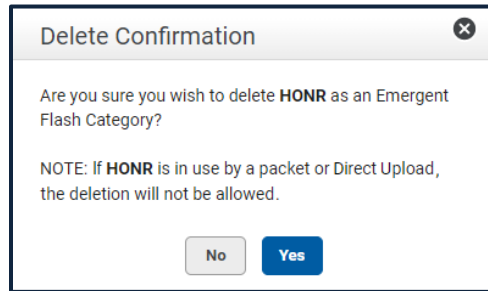 Delete Confirmation
Are you sure you wish to delete HONR as an Emergent
Flash Category?
NOTE: If HONR is in use by a packet or Direct Upload,
the deletion will not be allowed.
No Yes